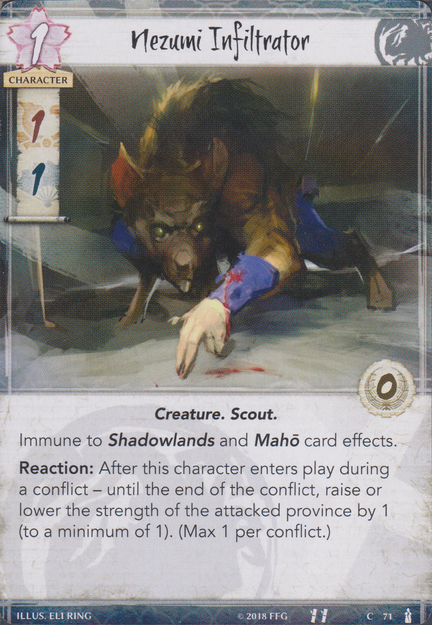 Nezumi Infiltrator
1
CHARACTER
1
1
0
Creature. Scout.
Immune to Shadowlands and Mahō card effects.
Reaction: After this character enters play during
a conflict – until the end of the conflict, raise or
lower the strength of the attacked province by 1
(to a minimum of 1). (Max 1 per conflict.)
ILLUS. ELI RING
© 2018 FFG
C 71